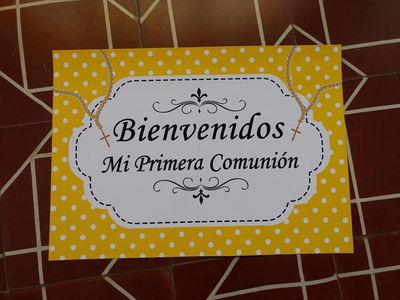 Bienvenidos
Mi Primera Comunión